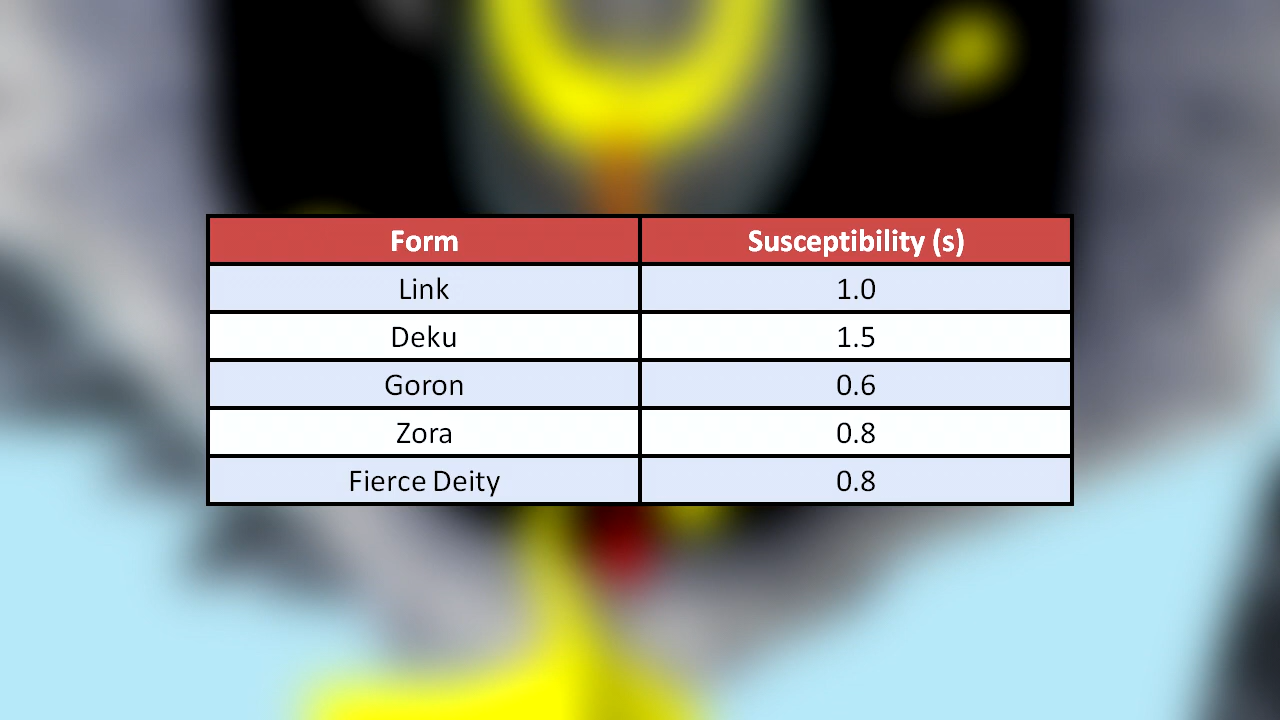 Form Susceptibility (s)
Link 1.0
Deku 1.5
Goron 0.6
Zora 0.8
Fierce Deity 0.8